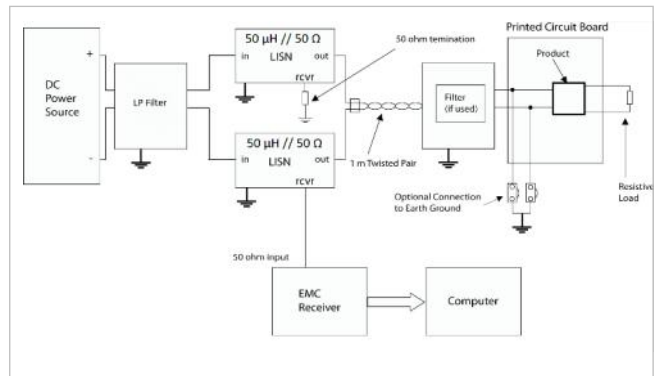 Printed Circuit Board
50 µH // 50 Ω
LISN
in
out
rcvr
50 ohm temination
Product
DC
Power
Source
+
-
LP Filter
Filter
(if used)
50 µH // 50 Ω
LISN
in
out
rcvr
1 m Twisted Pair
Optional Connection
to Earth Ground
Resistive
Load
50 ohm input
EMC
Receiver
Computer